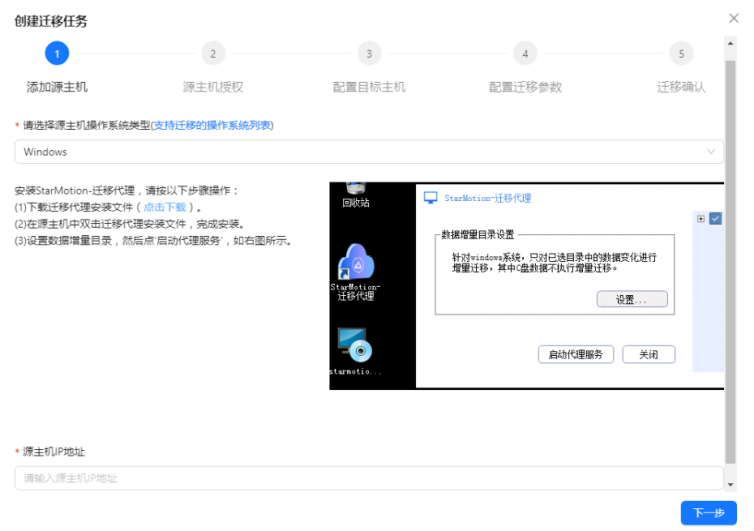 创建迁移任务
1
2
3
4
5
添加源主机
源主机授权
配置目标主机
配置迁移参数
迁移确认
* 请选择源主机操作系统类型(支持迁移的操作系统列表)
Windows
安装StarMotion-迁移代理，请按以下步骤操作：
(1)下载迁移代理安装文件（点击下载）。
(2)在源主机中双击迁移代理安装文件，完成安装。
(3)设置数据增量目录，然后点'启动代理服务'，如右图所示。
回收站
StarMotion-
迁移代理
starmotio...
StarMotion-迁移代理
数据增量目录设置
针对windows系统，只对已选目录中的数据变化进行
增量迁移，其中C盘数据不执行增量迁移。
设置...
启动代理服务
关闭
* 源主机IP地址
请输入源主机IP地址
下一步